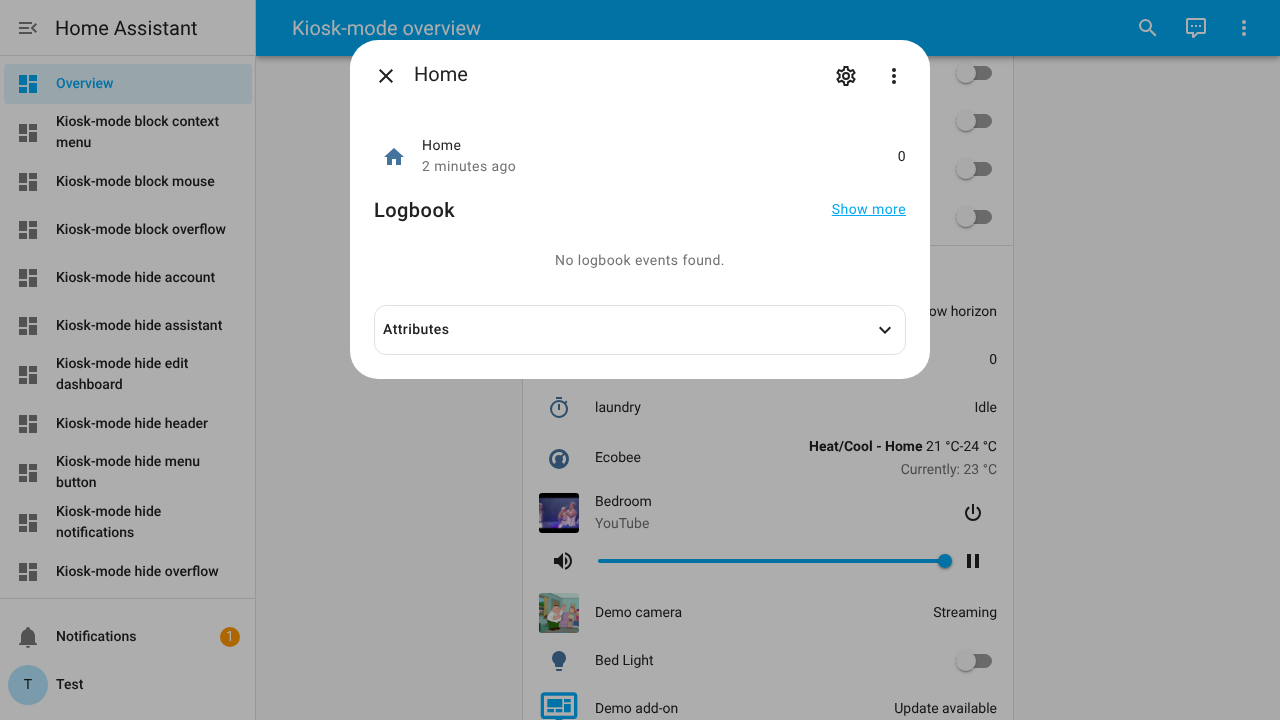 Home Assistant
Kiosk-mode overview
Overview
Kiosk-mode block context
menu
Kiosk-mode block mouse
Kiosk-mode block overflow
Kiosk-mode hide account
Kiosk-mode hide assistant
Kiosk-mode hide edit
dashboard
Kiosk-mode hide header
Kiosk-mode hide menu
button
Kiosk-mode hide
notifications
Kiosk-mode hide overflow
Notifications 1
T Test
Home
Home 0
2 minutes ago
Logbook Show more
No logbook events found.
Attributes
horizon
0
laundry Idle
Ecobee Heat/Cool - Home 21 °C-24 °C
Currently: 23 °C
Bedroom
YouTube
Demo camera Streaming
Bed Light
Demo add-on Update available